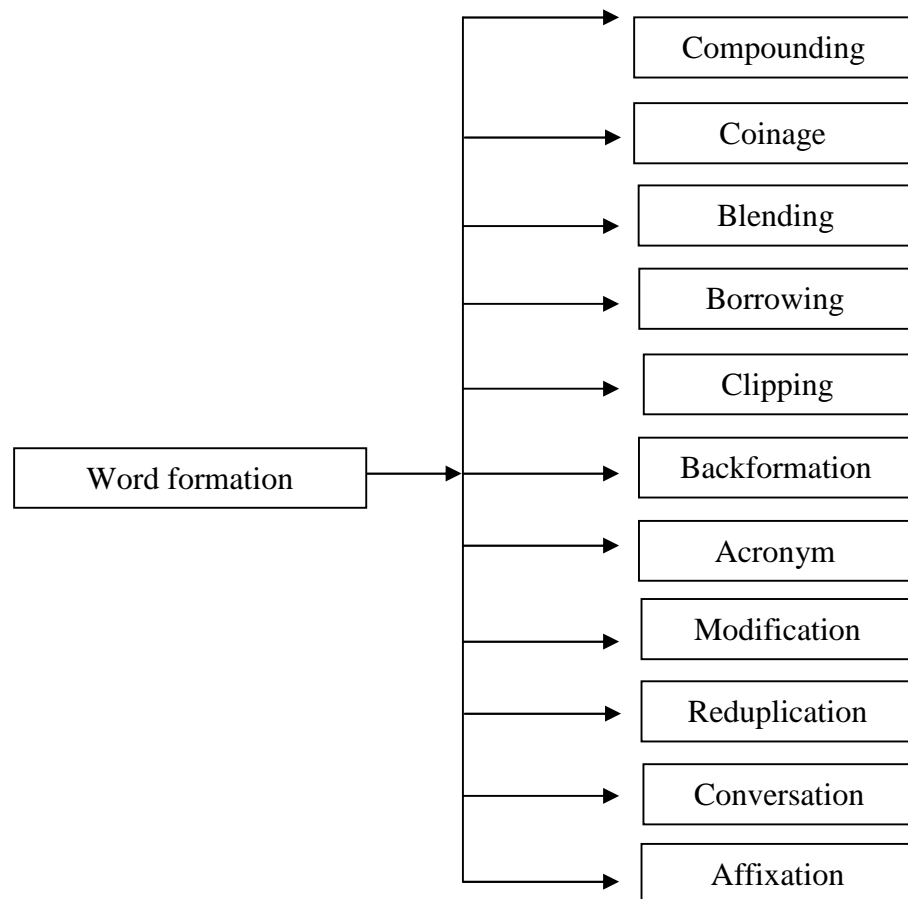 Compounding
Coinage
Blending
Borrowing
Clipping
Word formation
Backformation
Acronym
Modification
Reduplication
Conversation
Affixation